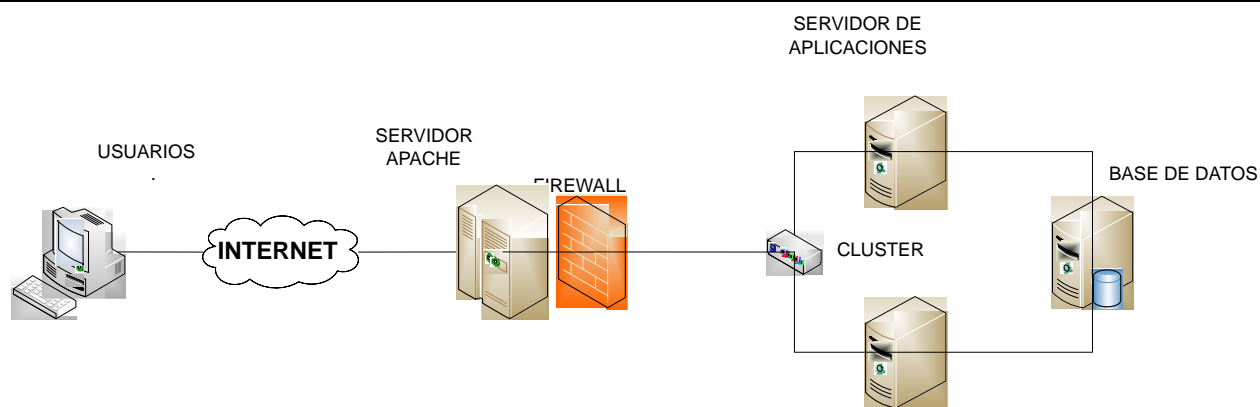 SERVIDOR DE
APLICACIONES
SERVIDOR
APACHE
USUARIOS
.
FIREWALL
BASE DE DATOS
INTERNET
CLUSTER